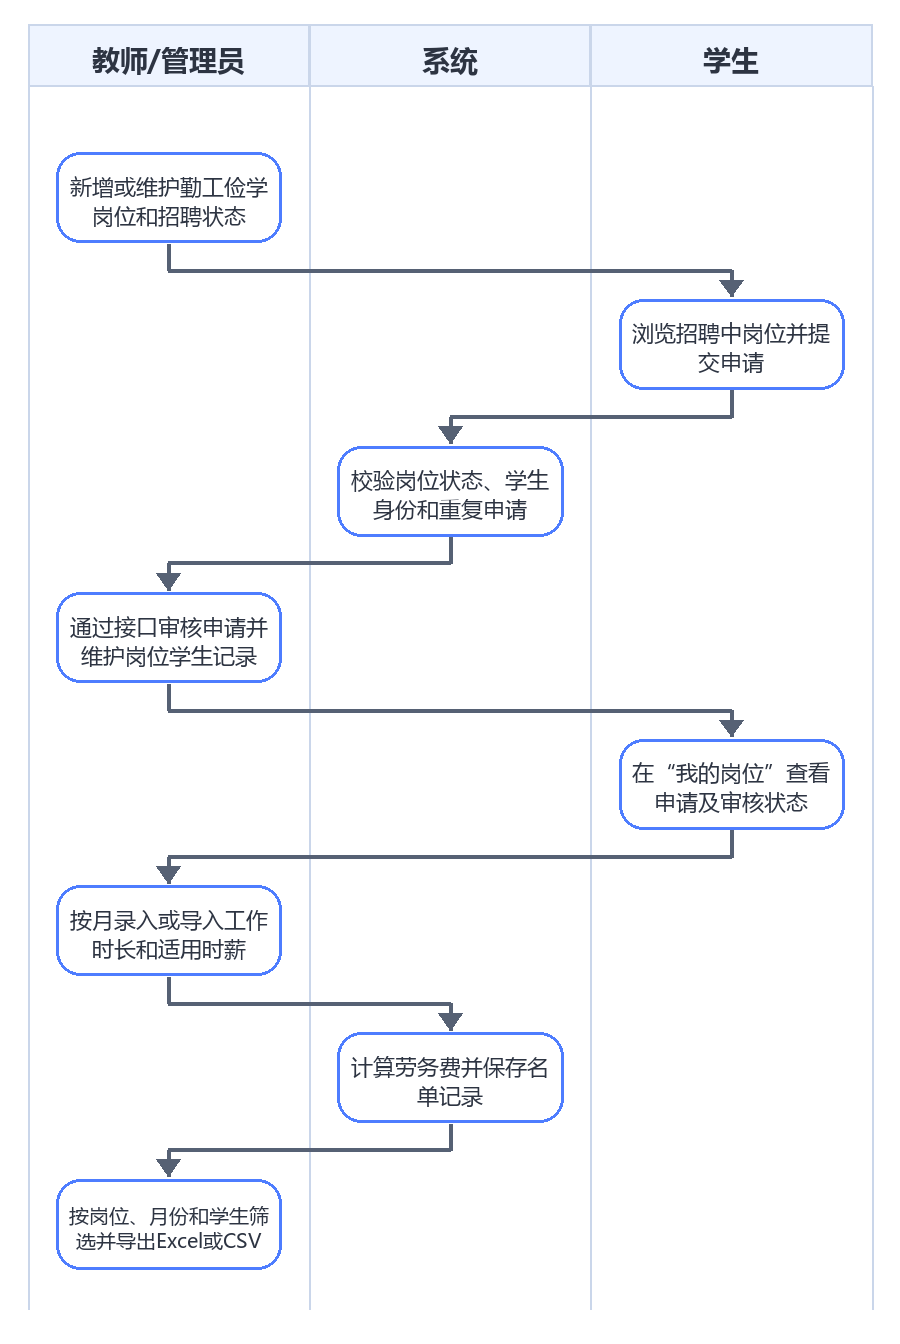 教师/管理员
系统
学生
新增或维护勤工俭学
岗位和招聘状态
浏览招聘中岗位并提
交申请
校验岗位状态、学生
身份和重复申请
通过接口审核申请并
维护岗位学生记录
在“我的岗位”查看
申请及审核状态
按月录入或导入工作
时长和适用时薪
计算劳务费并保存名
单记录
按岗位、月份和学生筛
选并导出Excel或CSV